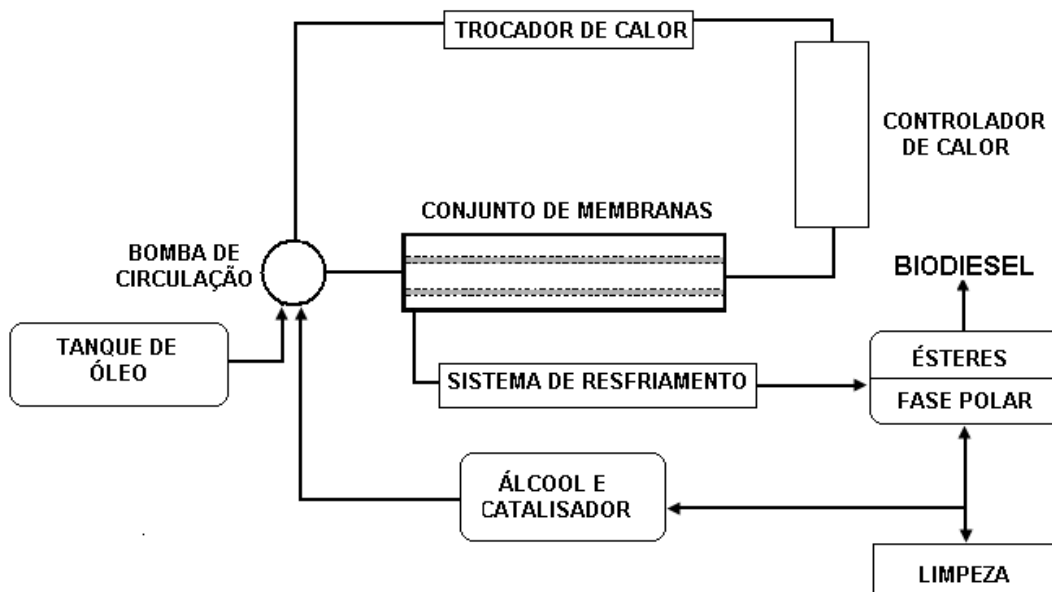 TROCADOR DE CALOR
CONTROLADOR
DE CALOR
CONJUNTO DE MEMBRANAS
BOMBA DE
CIRCULAÇÃO
BIODIESEL
TANQUE DE
ÓLEO
ÉSTERES
SISTEMA DE RESFRIAMENTO
FASE POLAR
ÁLCOOL E
CATALISADOR
LIMPEZA